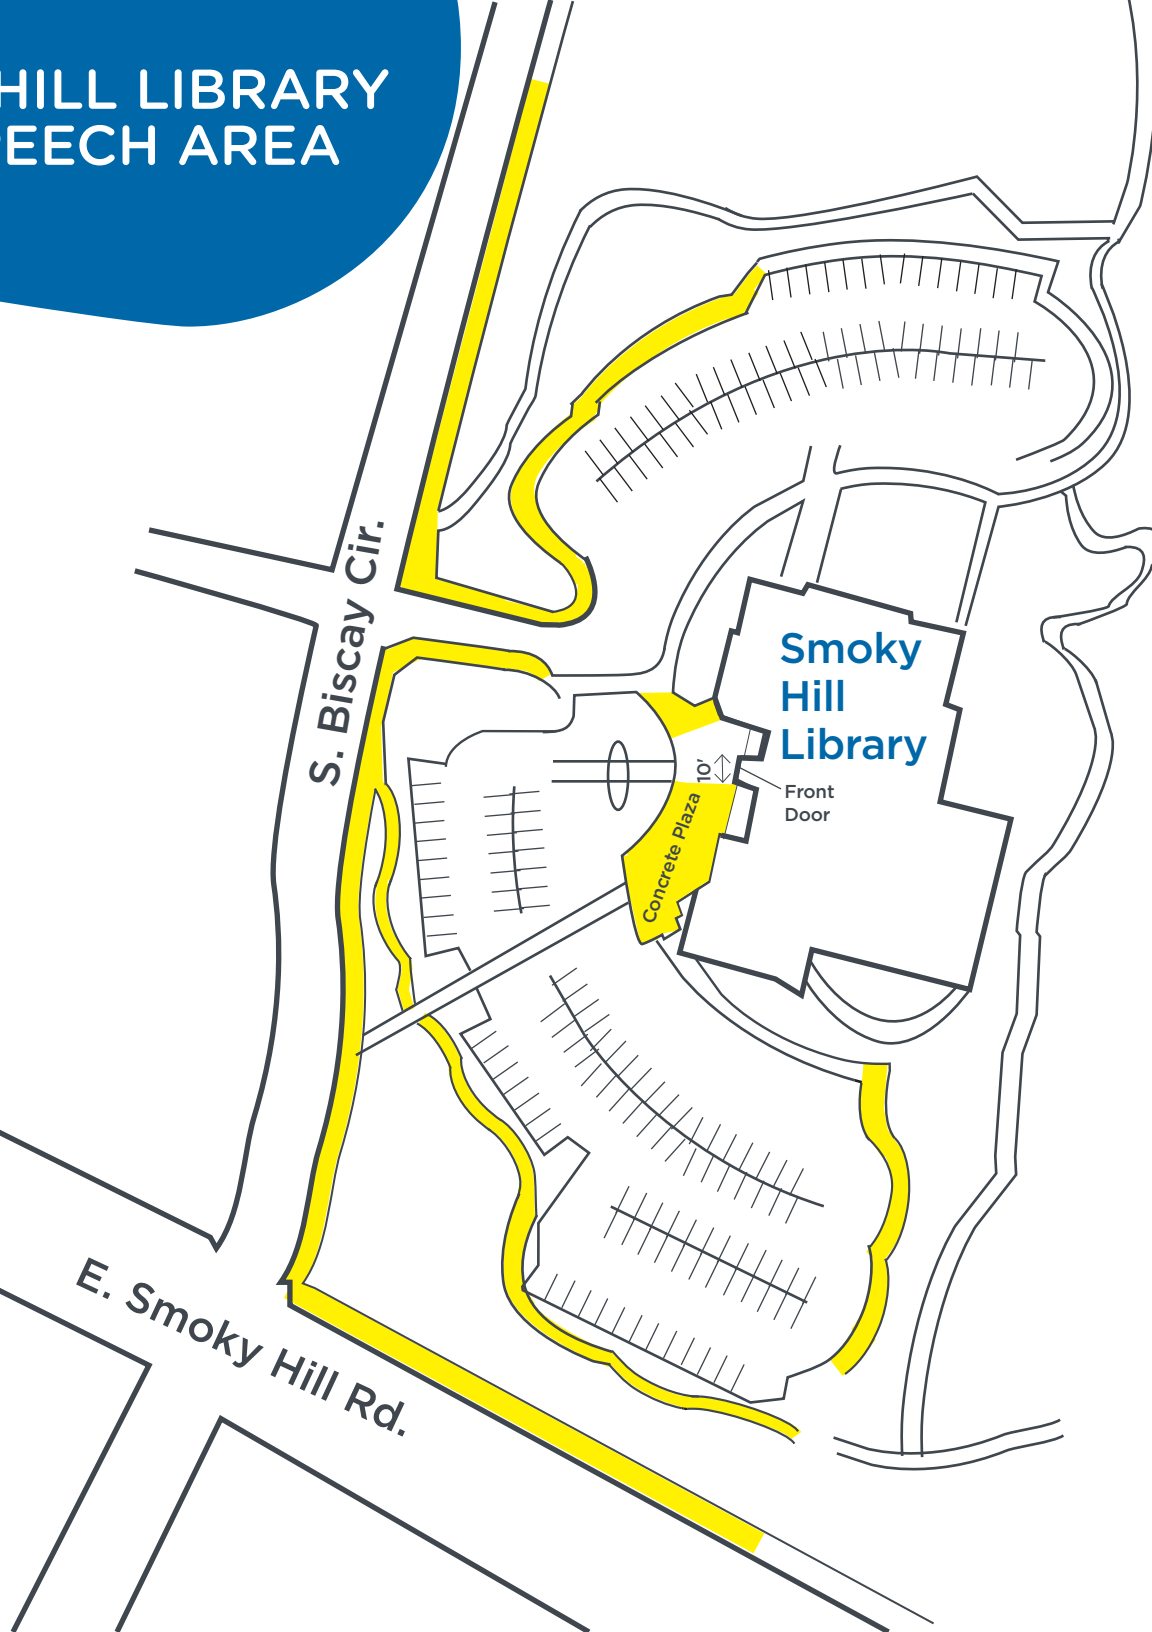 HILL LIBRARY
EECH AREA
S. Biscay Cir.
Smoky
Hill
Library
10'
Front
Door
Concrete Plaza
E. Smoky Hill Rd.